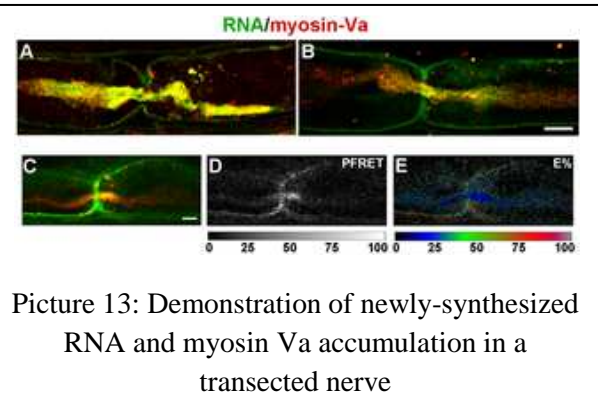 RNA/myosin-Va
A B
C D PFRET E E%
0 25 50 75 100 0 25 50 75 100
Picture 13: Demonstration of newly-synthesized
RNA and myosin Va accumulation in a
transected nerve